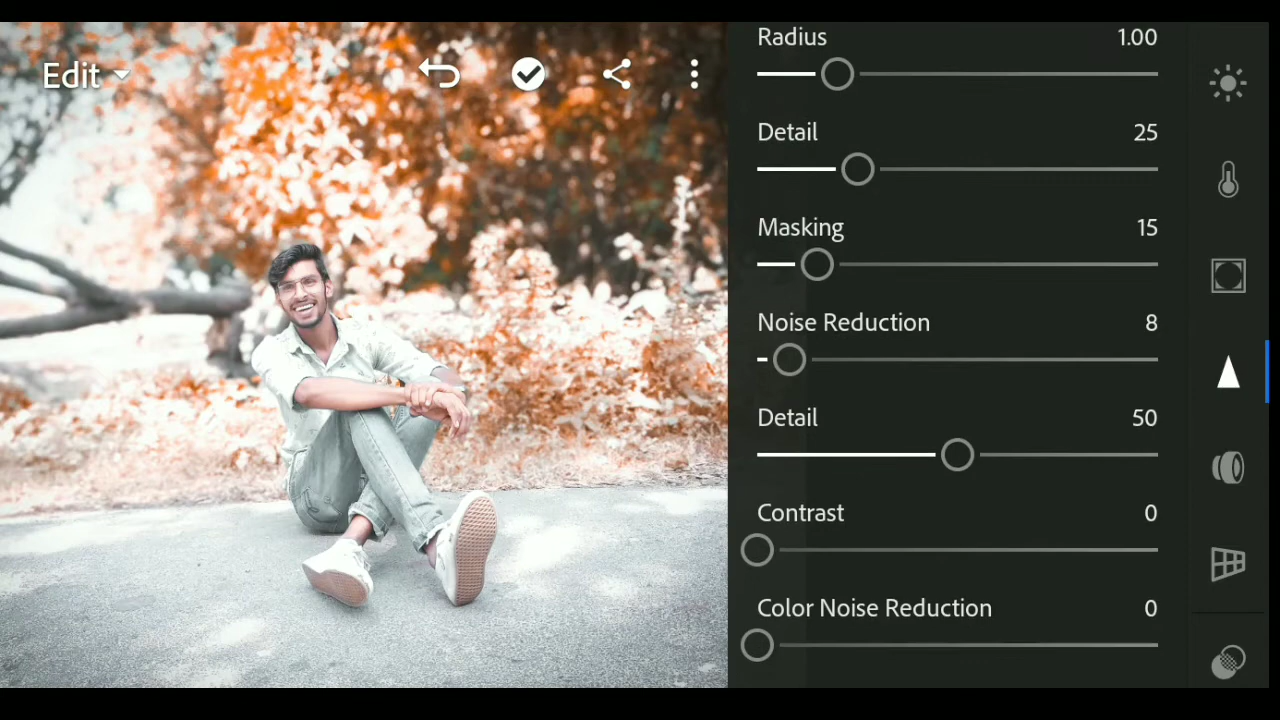 Edit
Radius 1.00
Detail 25
Masking 15
Noise Reduction 8
Detail 50
Contrast 0
Color Noise Reduction 0